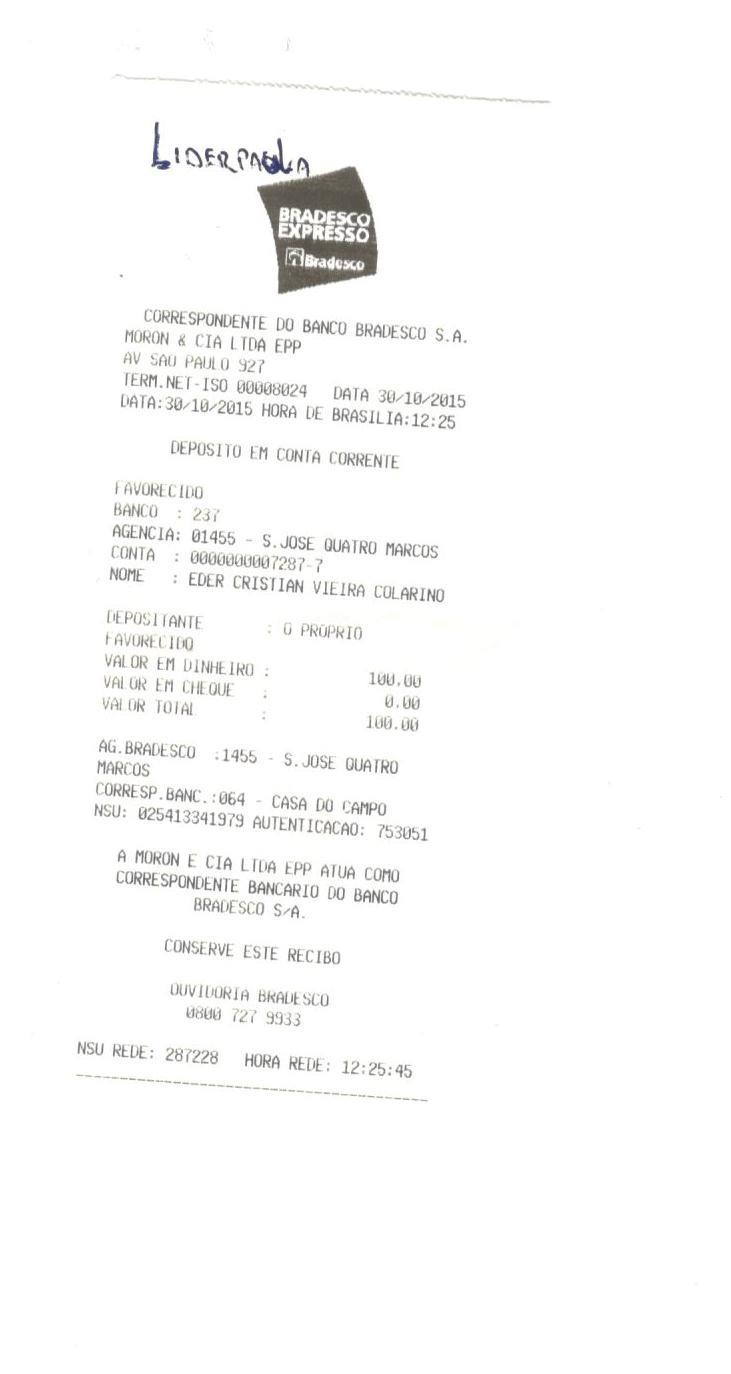 LIDERPAULA
BRADESCO
EXPRESSO
Bradesco
CORRESPONDENTE DO BANCO BRADESCO S.A.
MORON & CIA LTDA EPP
AV SAO PAULO 927
TERM.NET-ISO 00008024 DATA 30/10/2015
DATA:30/10/2015 HORA DE BRASILIA:12:25
DEPOSITO EM CONTA CORRENTE
FAVORECIDO
BANCO : 237
AGENCIA: 01455 - S.JOSE QUATRO MARCOS
CONTA : 0000000007287-7
NOME : EDER CRISTIAN VIEIRA COLARINO
DEPOSITANTE : O PROPRIO
FAVORECIDO
VALOR EM DINHEIRO : 100.00
VALOR EM CHEQUE : 0.00
VALOR TOTAL : 100.00
AG.BRADESCO :1455 - S.JOSE QUATRO
MARCOS
CORRESP.BANC.:064 - CASA DO CAMPO
NSU: 025413341979 AUTENTICACAO: 753051
A MORON E CIA LTDA EPP ATUA COMO
CORRESPONDENTE BANCARIO DO BANCO
BRADESCO S/A.
CONSERVE ESTE RECIBO
OUVIDORIA BRADESCO
0800 727 9933
NSU REDE: 287228 HORA REDE: 12:25:45